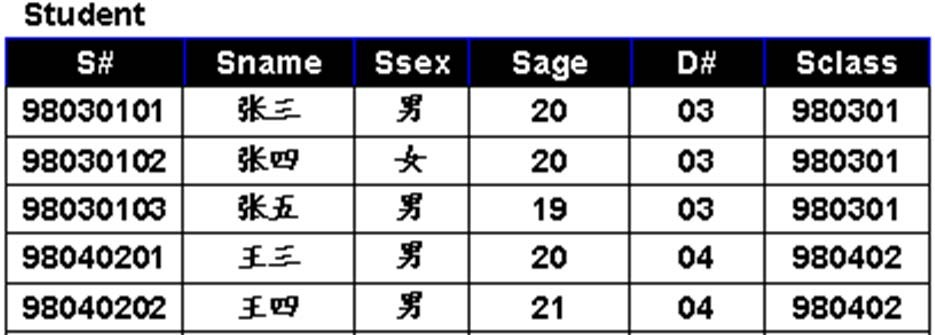 Student
S# Sname Ssex Sage D# Sclass
98030101 张三 男 20 03 980301
98030102 张四 女 20 03 980301
98030103 张五 男 19 03 980301
98040201 王三 男 20 04 980402
98040202 王四 男 21 04 980402